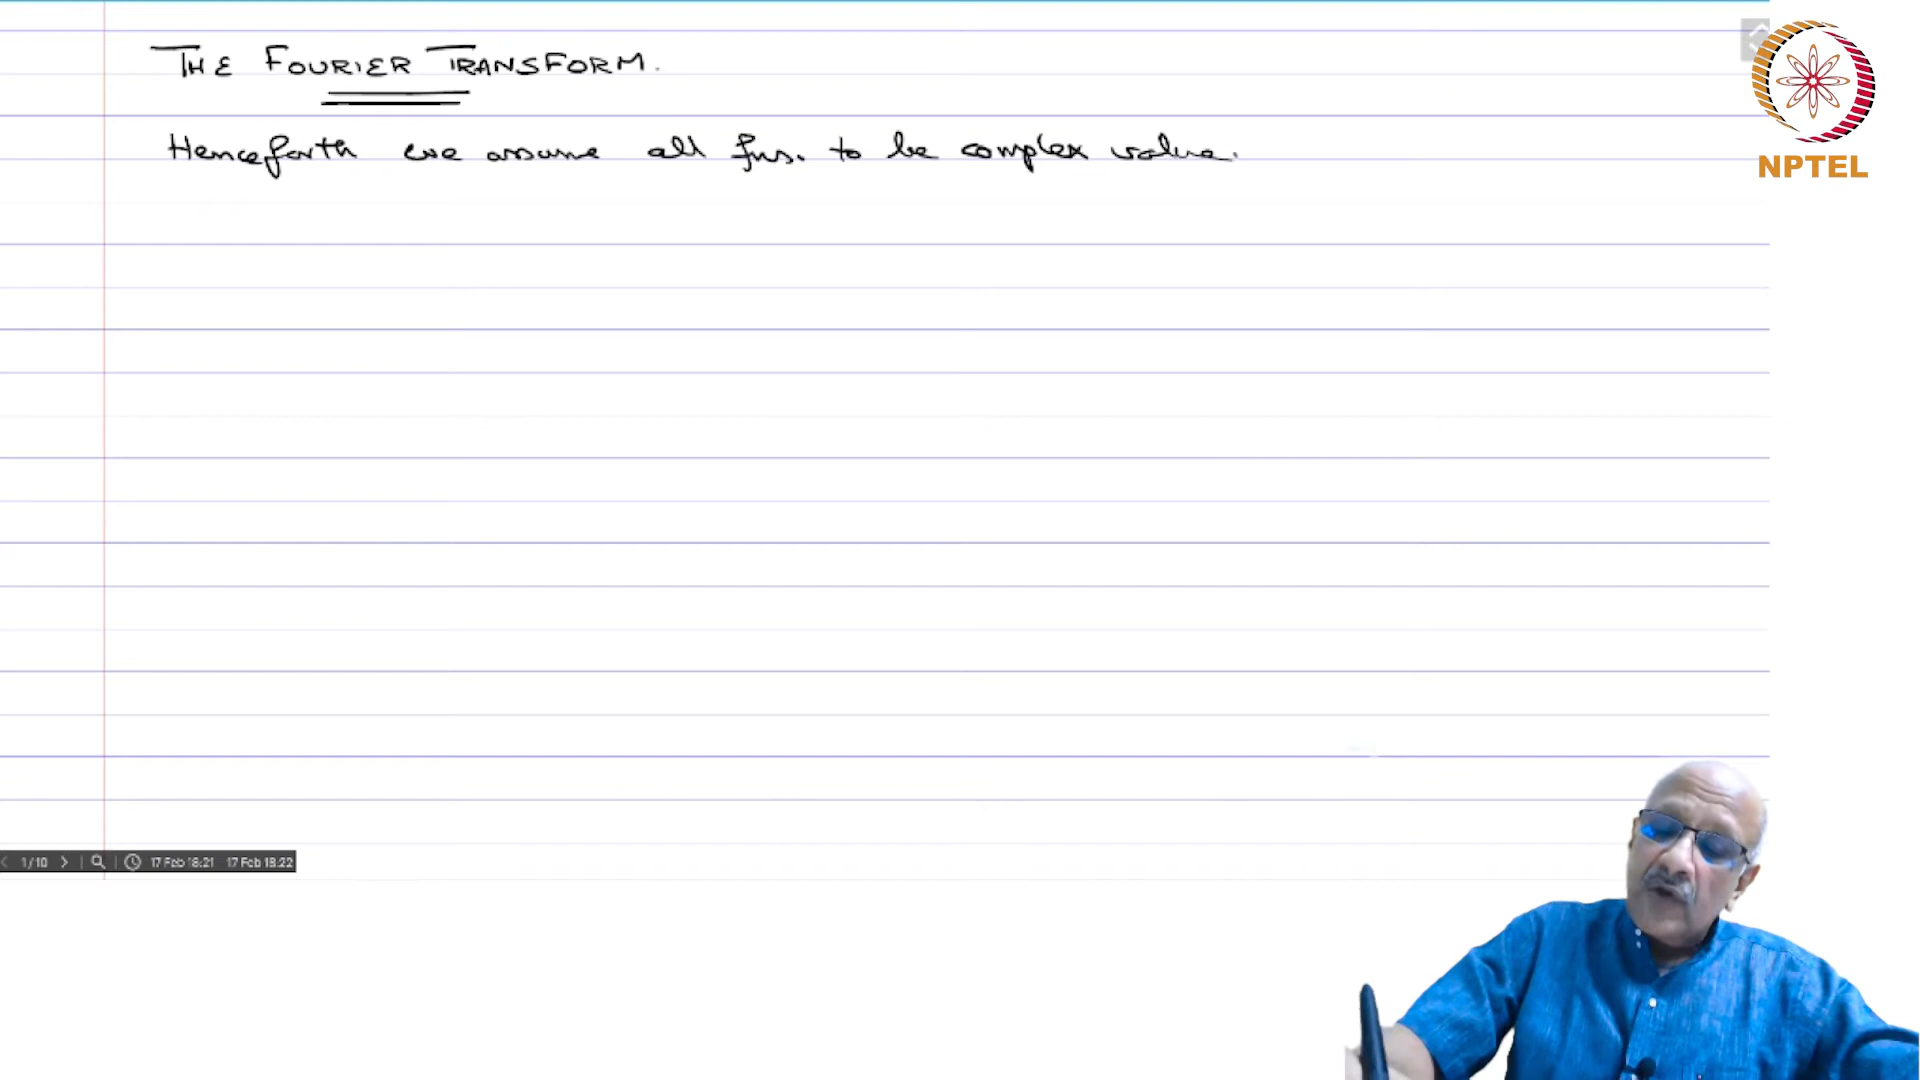 THE FOURIER TRANSFORM.
Henceforth we assume all fns. to be complex value.
NPTEL
1/10 17 Feb 18:21 17 Feb 18:22